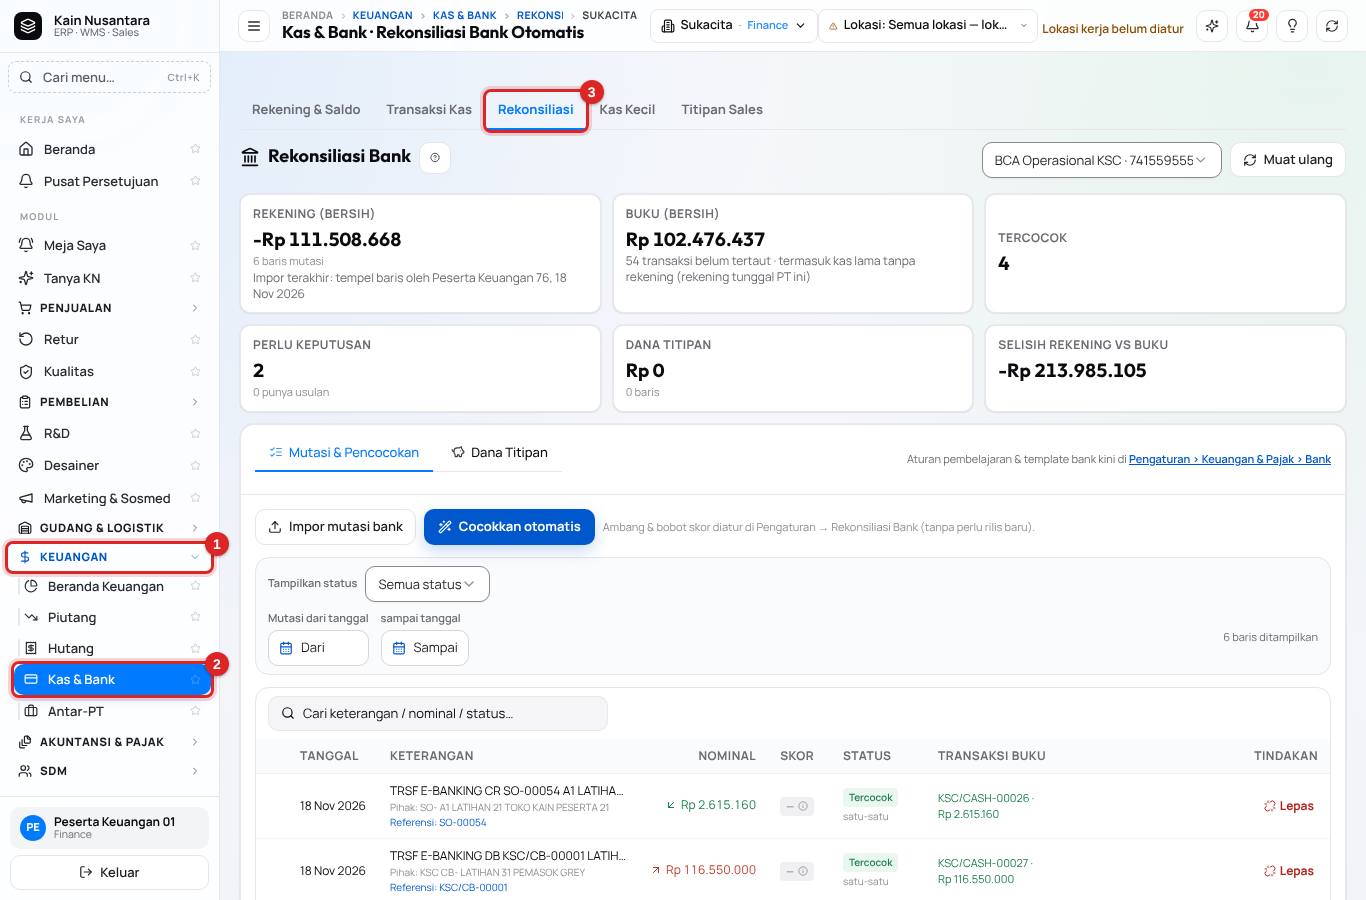 Kain Nusantara
ERP · WMS · Sales
Cari menu... Ctrl+K
KERJA SAYA
Beranda
Pusat Persetujuan
MODUL
Meja Saya
Tanya KN
PENJUALAN
Retur
Kualitas
PEMBELIAN
R&D
Desainer
Marketing & Sosmed
GUDANG & LOGISTIK
1
KEUANGAN
Beranda Keuangan
Piutang
Hutang
2
Kas & Bank
Antar-PT
AKUNTANSI & PAJAK
SDM
PE
Peserta Keuangan 01
Finance
Keluar
BERANDA › KEUANGAN › KAS & BANK › REKONSI › SUKACITA
Kas & Bank · Rekonsiliasi Bank Otomatis
Sukacita · Finance
Lokasi: Semua lokasi — lok...
Lokasi kerja belum diatur
20
3
Rekening & Saldo Transaksi Kas Rekonsiliasi Kas Kecil Titipan Sales
Rekonsiliasi Bank
BCA Operasional KSC · 741559555
Muat ulang
REKENING (BERSIH)
-Rp 111.508.668
6 baris mutasi
Impor terakhir: tempel baris oleh Peserta Keuangan 76, 18
Nov 2026
BUKU (BERSIH)
Rp 102.476.437
54 transaksi belum tertaut · termasuk kas lama tanpa
rekening (rekening tunggal PT ini)
TERCOCOK
4
PERLU KEPUTUSAN
2
0 punya usulan
DANA TITIPAN
Rp 0
0 baris
SELISIH REKENING VS BUKU
-Rp 213.985.105
Mutasi & Pencocokan Dana Titipan
Aturan pembelajaran & template bank kini di Pengaturan › Keuangan & Pajak › Bank
Impor mutasi bank
Cocokkan otomatis
Ambang & bobot skor diatur di Pengaturan → Rekonsiliasi Bank (tanpa perlu rilis baru).
Tampilkan status Semua status
Mutasi dari tanggal sampai tanggal
Dari Sampai
6 baris ditampilkan
Cari keterangan / nominal / status...
TANGGAL KETERANGAN NOMINAL SKOR STATUS TRANSAKSI BUKU TINDAKAN
TRSF E-BANKING CR SO-00054 A1 LATIHA...
18 Nov 2026 Pihak: SO- A1 LATIHAN 21 TOKO KAIN PESERTA 21
Referensi: SO-00054
Rp 2.615.160
–
Tercocok
satu-satu
KSC/CASH-00026 ·
Rp 2.615.160
Lepas
TRSF E-BANKING DB KSC/CB-00001 LATIH...
18 Nov 2026 Pihak: KSC CB- LATIHAN 31 PEMASOK GREY
Referensi: KSC/CB-00001
Rp 116.550.000
–
Tercocok
satu-satu
KSC/CASH-00027 ·
Rp 116.550.000
Lepas